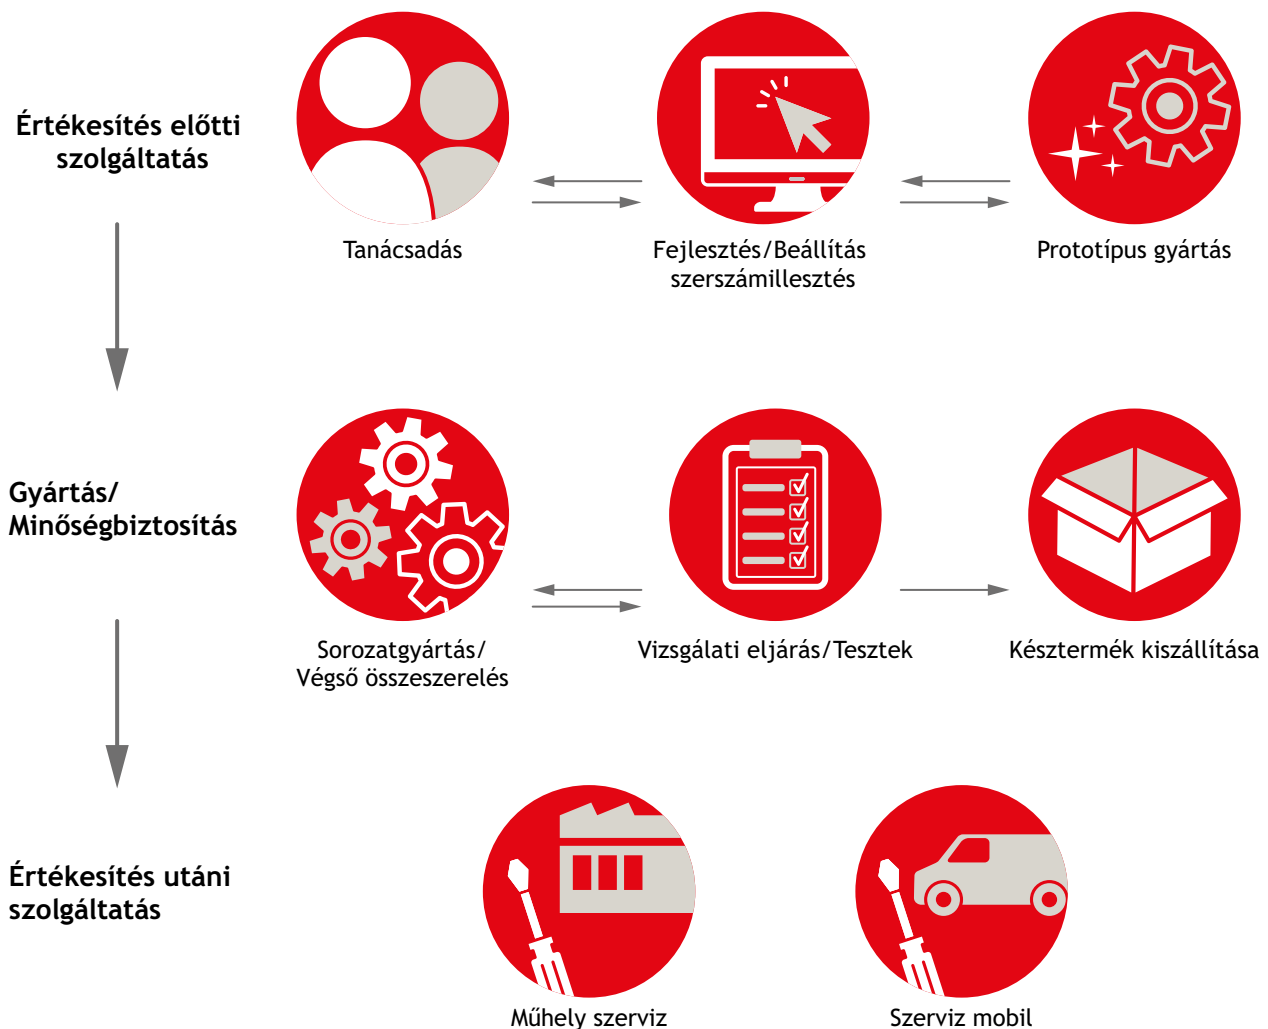 Értékesítés előtti
szolgáltatás
Tanácsadás
Fejlesztés/Beállítás
szerszámillesztés
Prototípus gyártás
Gyártás/
Minőségbiztosítás
Sorozatgyártás/
Végső összeszerelés
Vizsgálati eljárás/Tesztek
Késztermék kiszállítása
Értékesítés utáni
szolgáltatás
Műhely szerviz
Szerviz mobil